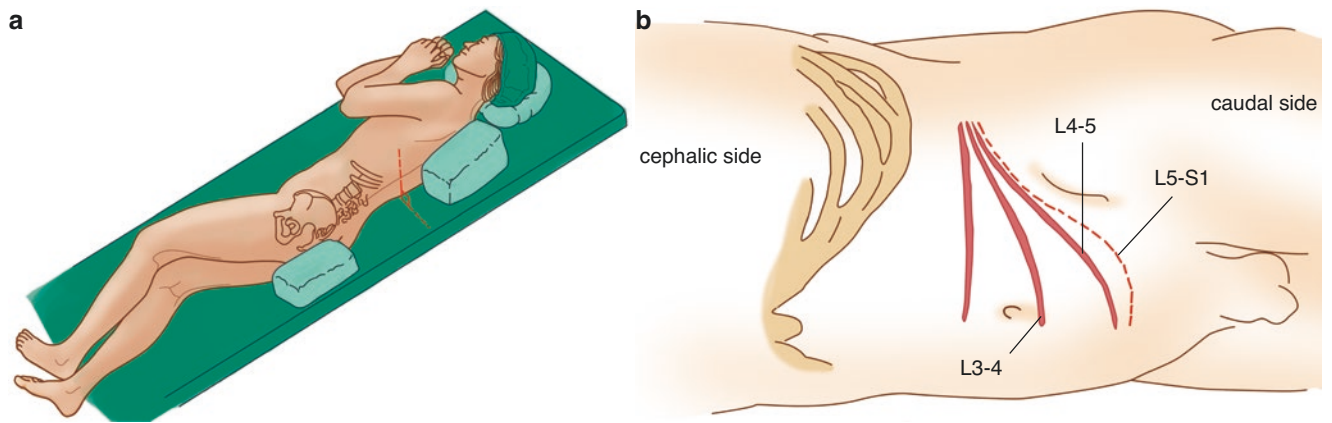 a
b
cephalic side
caudal side
L4-5
L5-S1
L3-4